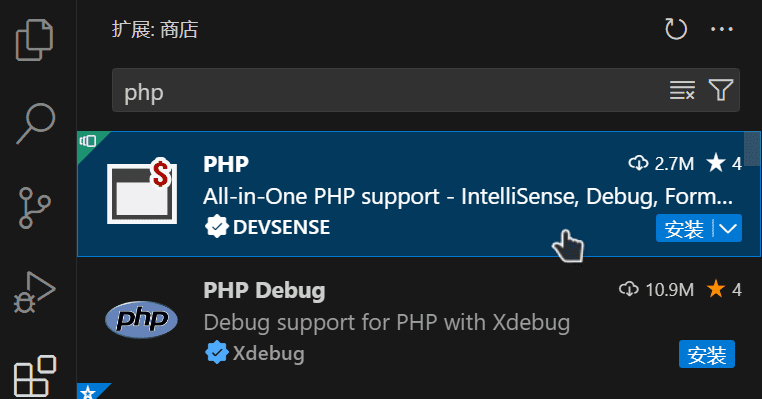 扩展: 商店
php
PHP 2.7M 4
All-in-One PHP support - IntelliSense, Debug, Form...
DEVSENSE 安装
PHP Debug 10.9M 4
php
Debug support for PHP with Xdebug
Xdebug 安装